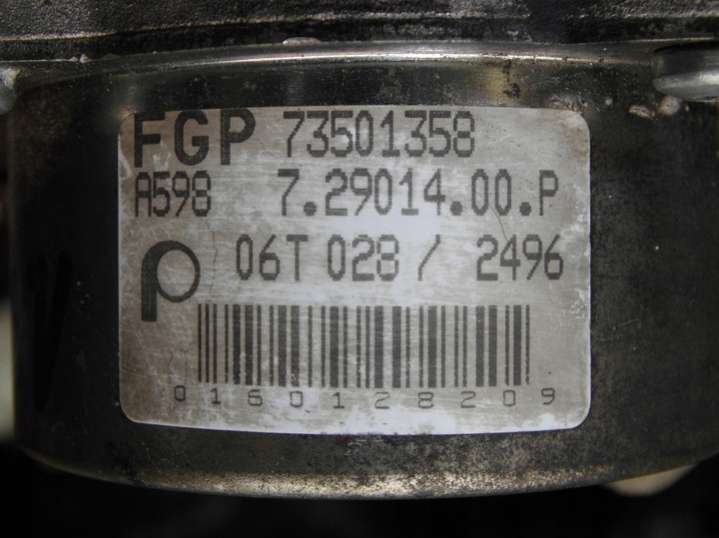 FGP 73501358
A598 7.29014.00.P
06T 028 / 2496
0160128209